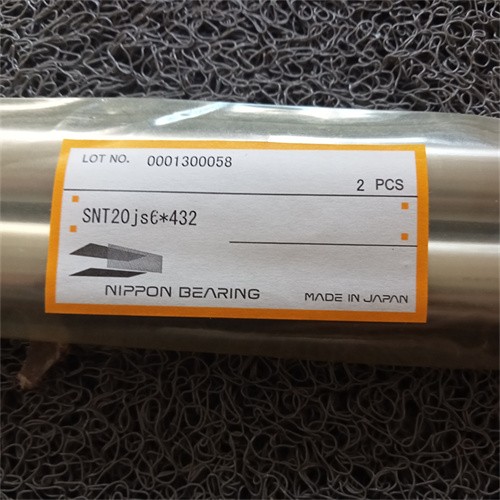 LOT NO. 0001300058
2 PCS
SNT20js6*432
NIPPON BEARING
MADE IN JAPAN